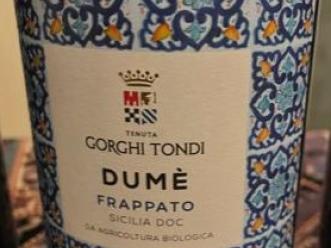 TENUTA
GORGHI TONDI
DUMÈ
FRAPPATO
SICILIA DOC
DA AGRICOLTURA BIOLOGICA